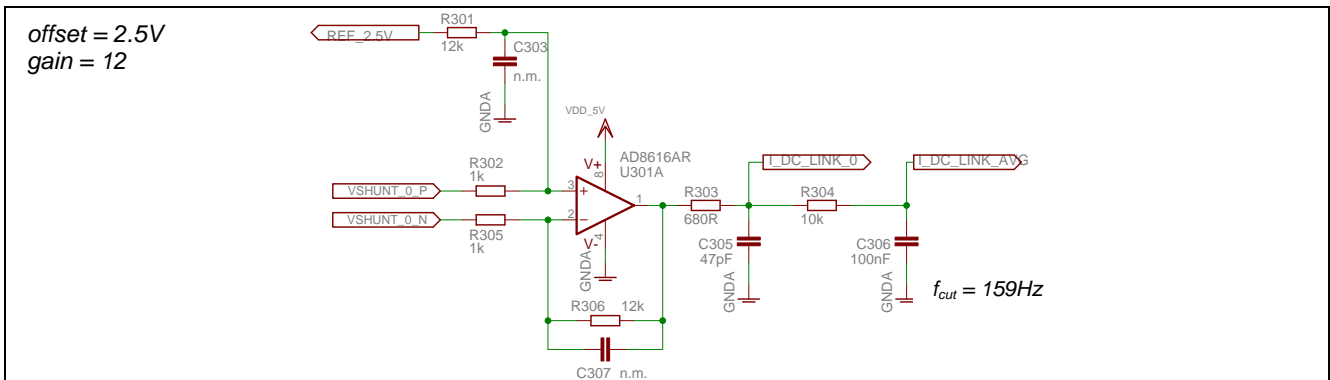 offset = 2.5V
gain = 12
REF_2.5V
R301
12k
C303
n.m.
GNDA
VDD_5V
V+
8
AD8616AR
U301A
VSHUNT_0_P
R302
1k
3
+
VSHUNT_0_N
R305
1k
2
−
1
V-
4
GNDA
R303
680R
I_DC_LINK_0
R304
10k
I_DC_LINK_AVG
C305
47pF
GNDA
C306
100nF
GNDA
fcut = 159Hz
R306 12k
C307 n.m.